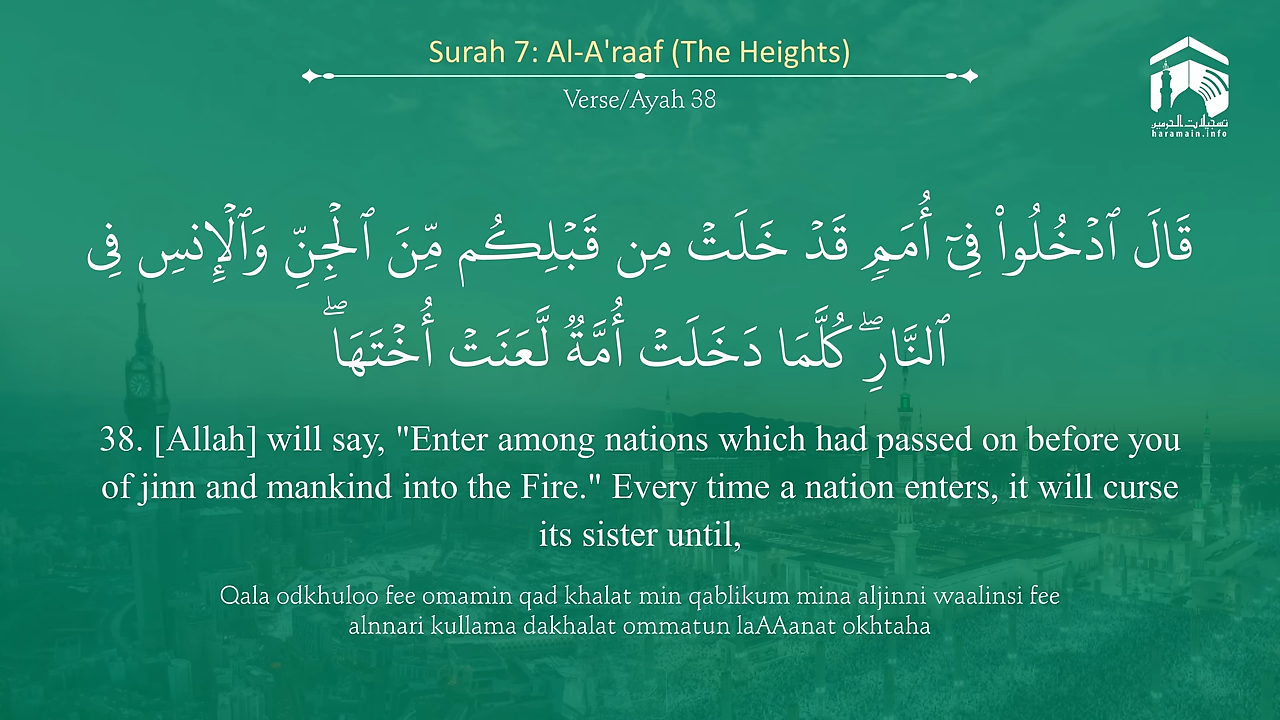 Surah 7: Al-A'raaf (The Heights)
Verse/Ayah 38
تسجيلات الحرمين
haramain.info
قَالَ ٱدْخُلُوا۟ فِىٓ أُمَمٍ قَدْ خَلَتْ مِن قَبْلِكُم مِّنَ ٱلْجِنِّ وَٱلْإِنسِ فِى
ٱلنَّارِ ۖ كُلَّمَا دَخَلَتْ أُمَّةٌ لَّعَنَتْ أُخْتَهَا ۖ
38. [Allah] will say, "Enter among nations which had passed on before you
of jinn and mankind into the Fire." Every time a nation enters, it will curse
its sister until,
Qala odkhuloo fee omamin qad khalat min qablikum mina aljinni waalinsi fee
alnnari kullama dakhalat ommatun laAAanat okhtaha